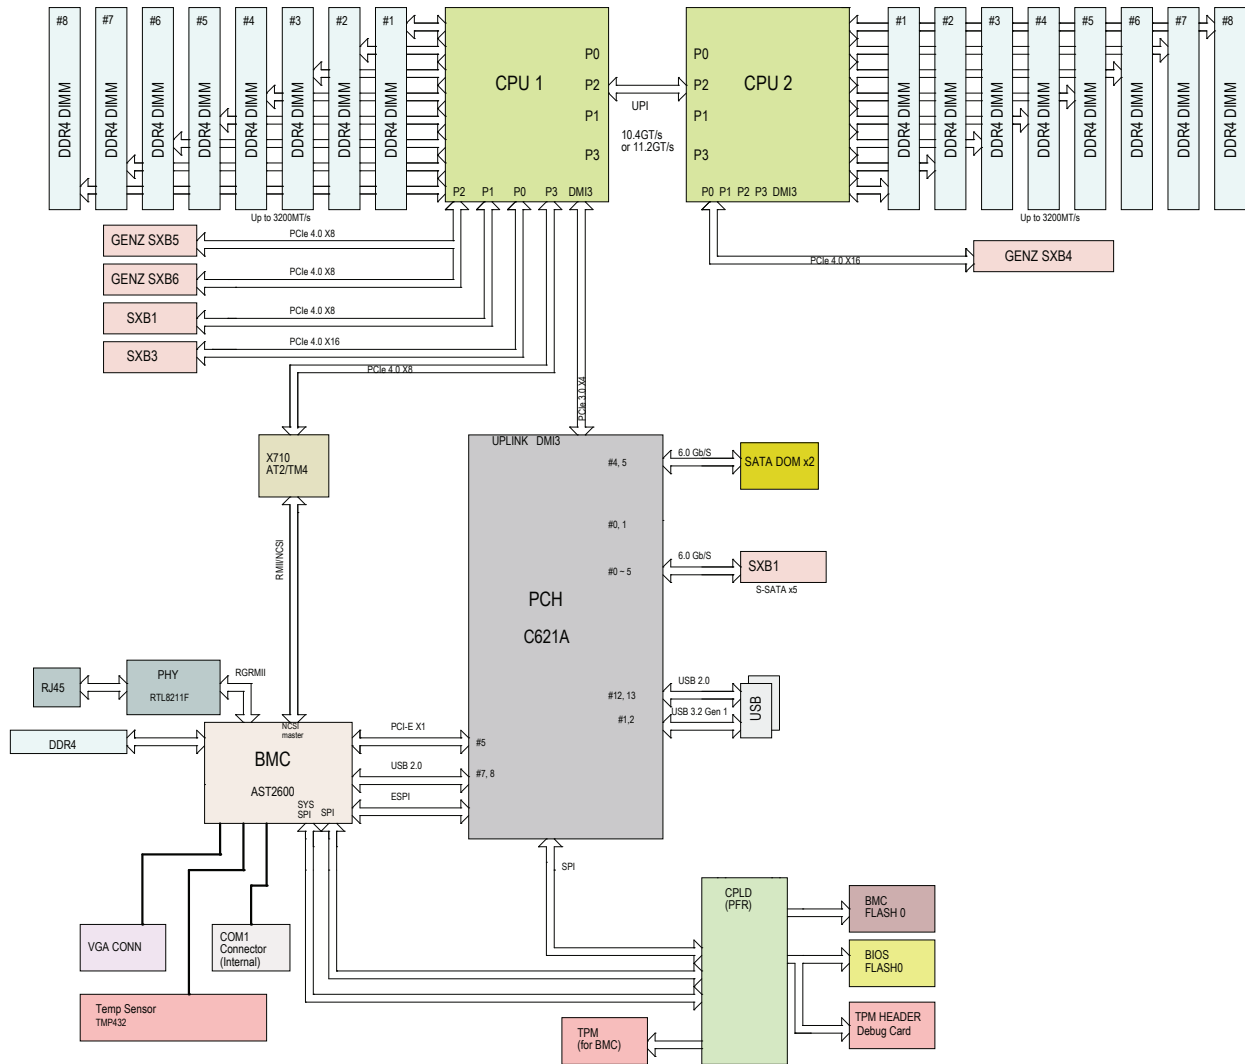 #8
#7
#6
#5
#4
#3
#2
#1
DDR4 DIMM
DDR4 DIMM
DDR4 DIMM
DDR4 DIMM
DDR4 DIMM
DDR4 DIMM
DDR4 DIMM
DDR4 DIMM
Up to 3200MT/s
CPU 1
P0
P2
P1
P3
P2 P1 P0 P3 DMI3
UPI
10.4GT/s
or 11.2GT/s
CPU 2
P0
P2
P1
P3
P0 P1 P2 P3 DMI3
#1
#2
#3
#4
#5
#6
#7
#8
DDR4 DIMM
DDR4 DIMM
DDR4 DIMM
DDR4 DIMM
DDR4 DIMM
DDR4 DIMM
DDR4 DIMM
DDR4 DIMM
Up to 3200MT/s
GENZ SXB5
PCIe 4.0 X8
GENZ SXB6
PCIe 4.0 X8
SXB1
PCIe 4.0 X8
SXB3
PCIe 4.0 X16
PCIe 4.0 X8
PCIe 3.0 X4
PCIe 4.0 X16
GENZ SXB4
X710
AT2/TM4
RMII/NCSI
UPLINK DMI3
#4, 5
6.0 Gb/S
SATA DOM x2
#0, 1
#0 ~ 5
6.0 Gb/S
SXB1
S-SATA x5
PCH
C621A
#12, 13
USB 2.0
#1,2
USB 3.2 Gen 1
USB
RJ45
PHY
RTL8211F
RGRMII
DDR4
NCSI
master
BMC
AST2600
SYS
SPI
SPI
PCI-E X1
#5
USB 2.0
#7, 8
ESPI
SPI
VGA CONN
COM1
Connector
(Internal)
Temp Sensor
TMP432
CPLD
(PFR)
BMC
FLASH 0
BIOS
FLASH0
TPM HEADER
Debug Card
TPM
(for BMC)